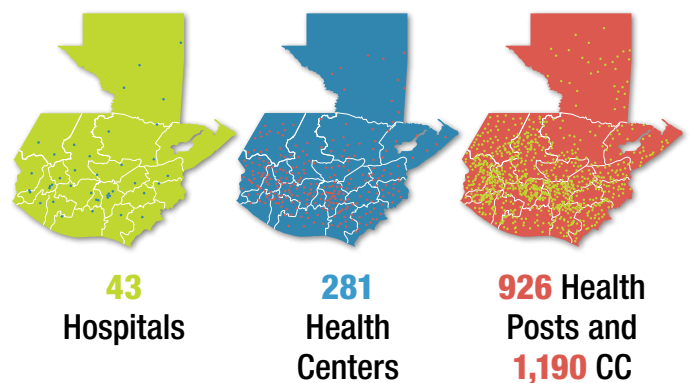 43
Hospitals
281
Health
Centers
926 Health
Posts and
1,190 CC